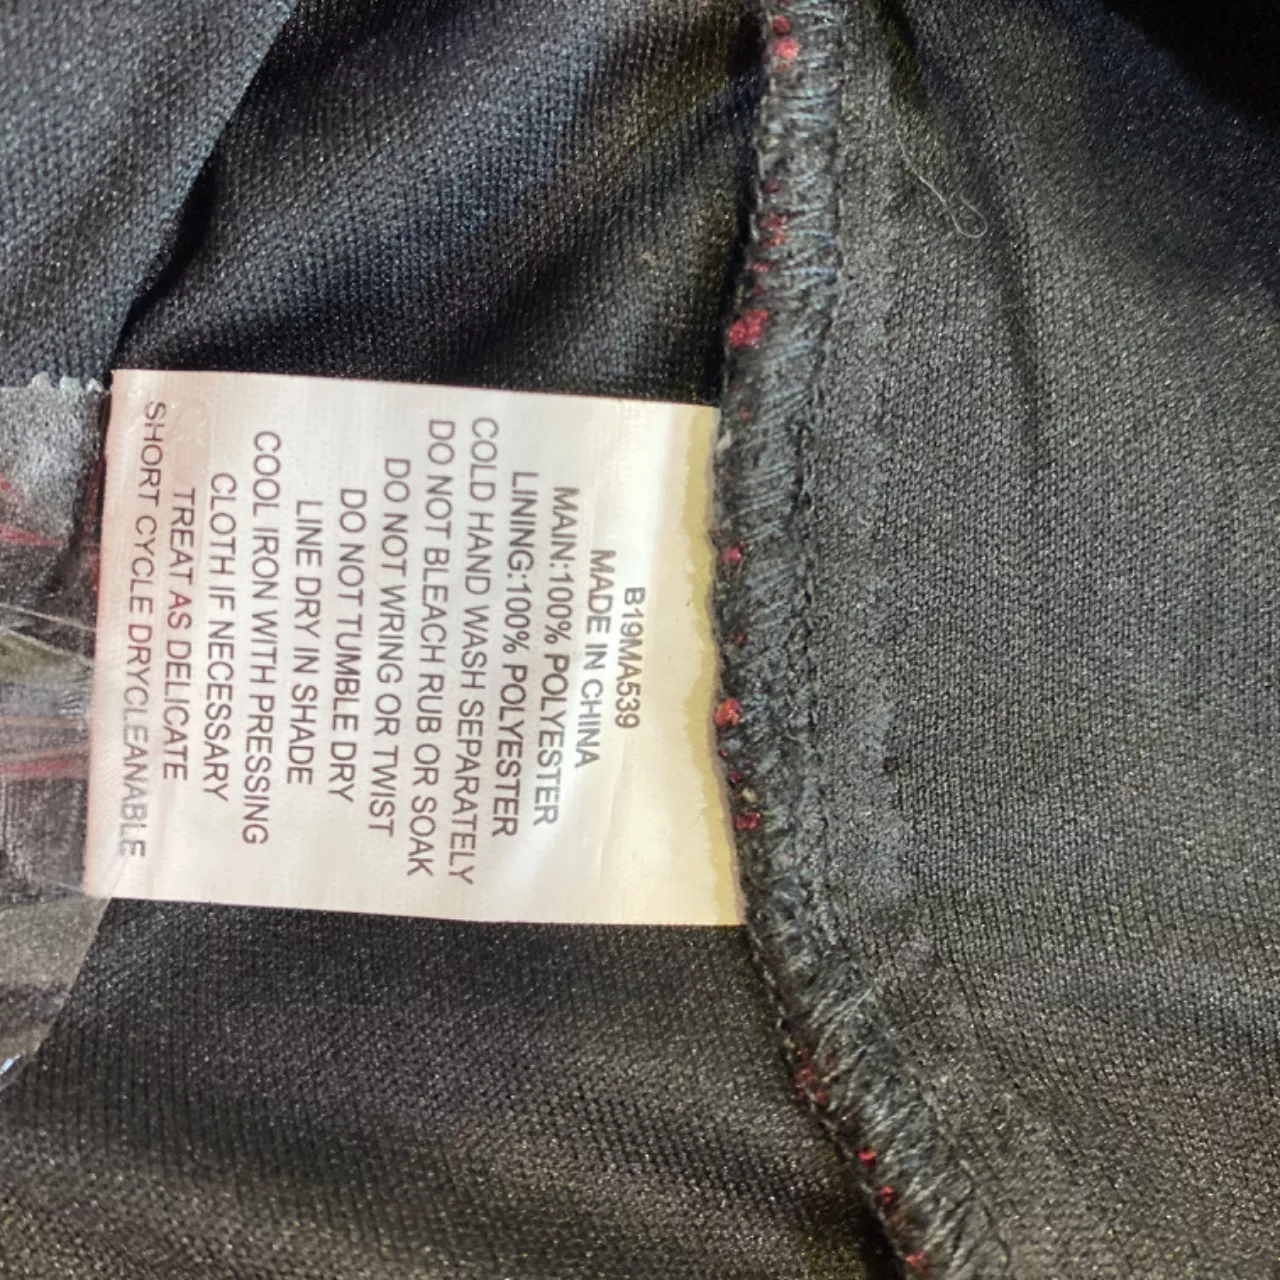 B19MA539
MADE IN CHINA
MAIN:100% POLYESTER
LINING:100% POLYESTER
COLD HAND WASH SEPARATELY
DO NOT BLEACH RUB OR SOAK
DO NOT WRING OR TWIST
DO NOT TUMBLE DRY
LINE DRY IN SHADE
COOL IRON WITH PRESSING
CLOTH IF NECESSARY
TREAT AS DELICATE
SHORT CYCLE DRYCLEANABLE